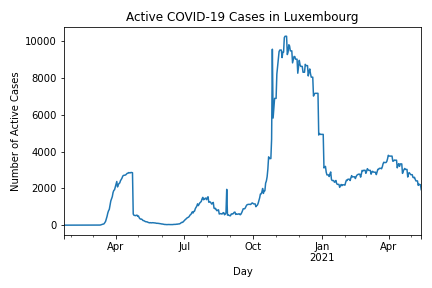 Active COVID-19 Cases in Luxembourg
Number of Active Cases
10000
8000
6000
4000
2000
0
Apr
Jul
Oct
Jan
2021
Apr
Day